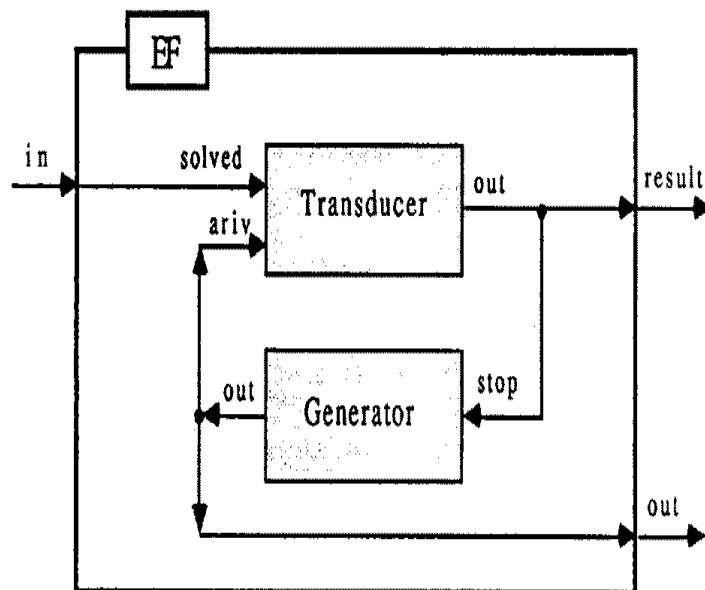 EF
in
solved
Transducer
out
result
ariv
out
Generator
stop
out